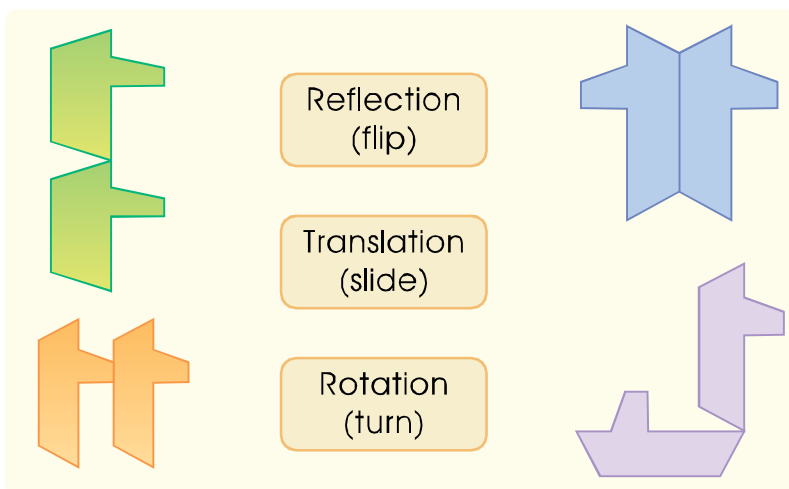 Reflection
(flip)
Translation
(slide)
Rotation
(turn)